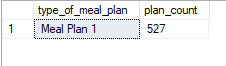 type_of_meal_plan plan_count
1 Meal Plan 1 527